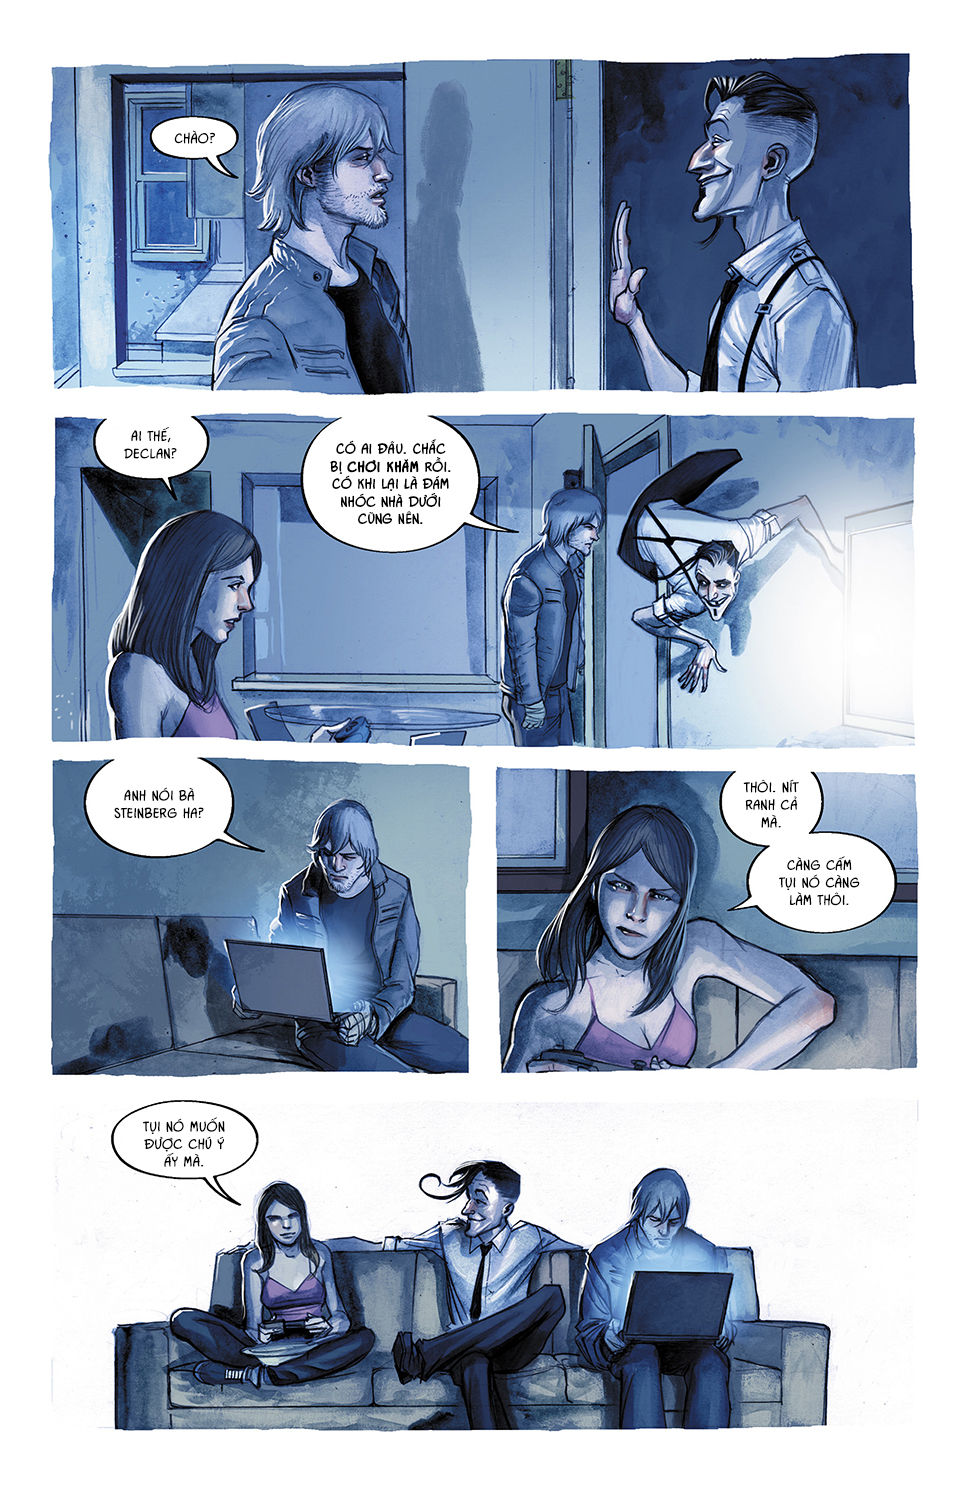 CHÀO?
AI THẾ,
DECLAN?
CÓ AI ĐÂU. CHẮC
BỊ CHƠI KHĂM RỒI.
CÓ KHI LẠI LÀ ĐÁM
NHÓC NHÀ DƯỚI
CŨNG NÊN.
ANH NÓI BÀ
STEINBERG HA?
THÔI. NÍT
RANH CẢ
MÀ.
CÀNG CẤM
TỤI NÓ CÀNG
LÀM THÔI.
TỤI NÓ MUỐN
ĐƯỢC CHÚ Ý
ẤY MÀ.